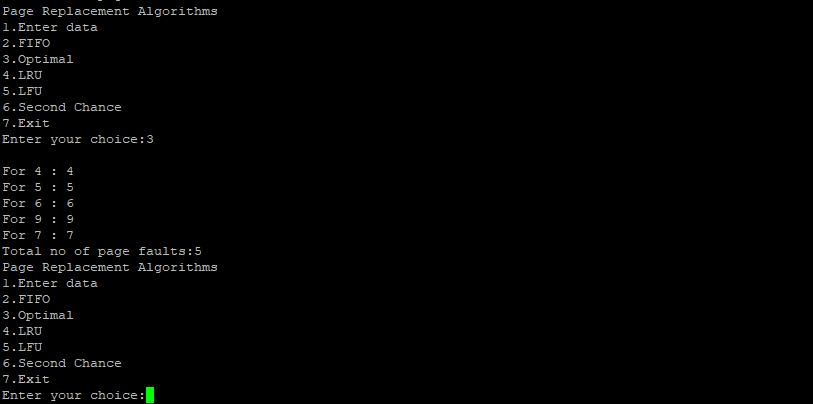 Page Replacement Algorithms
1.Enter data
2.FIFO
3.Optimal
4.LRU
5.LFU
6.Second Chance
7.Exit
Enter your choice:3
For 4 : 4
For 5 : 5
For 6 : 6
For 9 : 9
For 7 : 7
Total no of page faults:5
Page Replacement Algorithms
1.Enter data
2.FIFO
3.Optimal
4.LRU
5.LFU
6.Second Chance
7.Exit
Enter your choice: